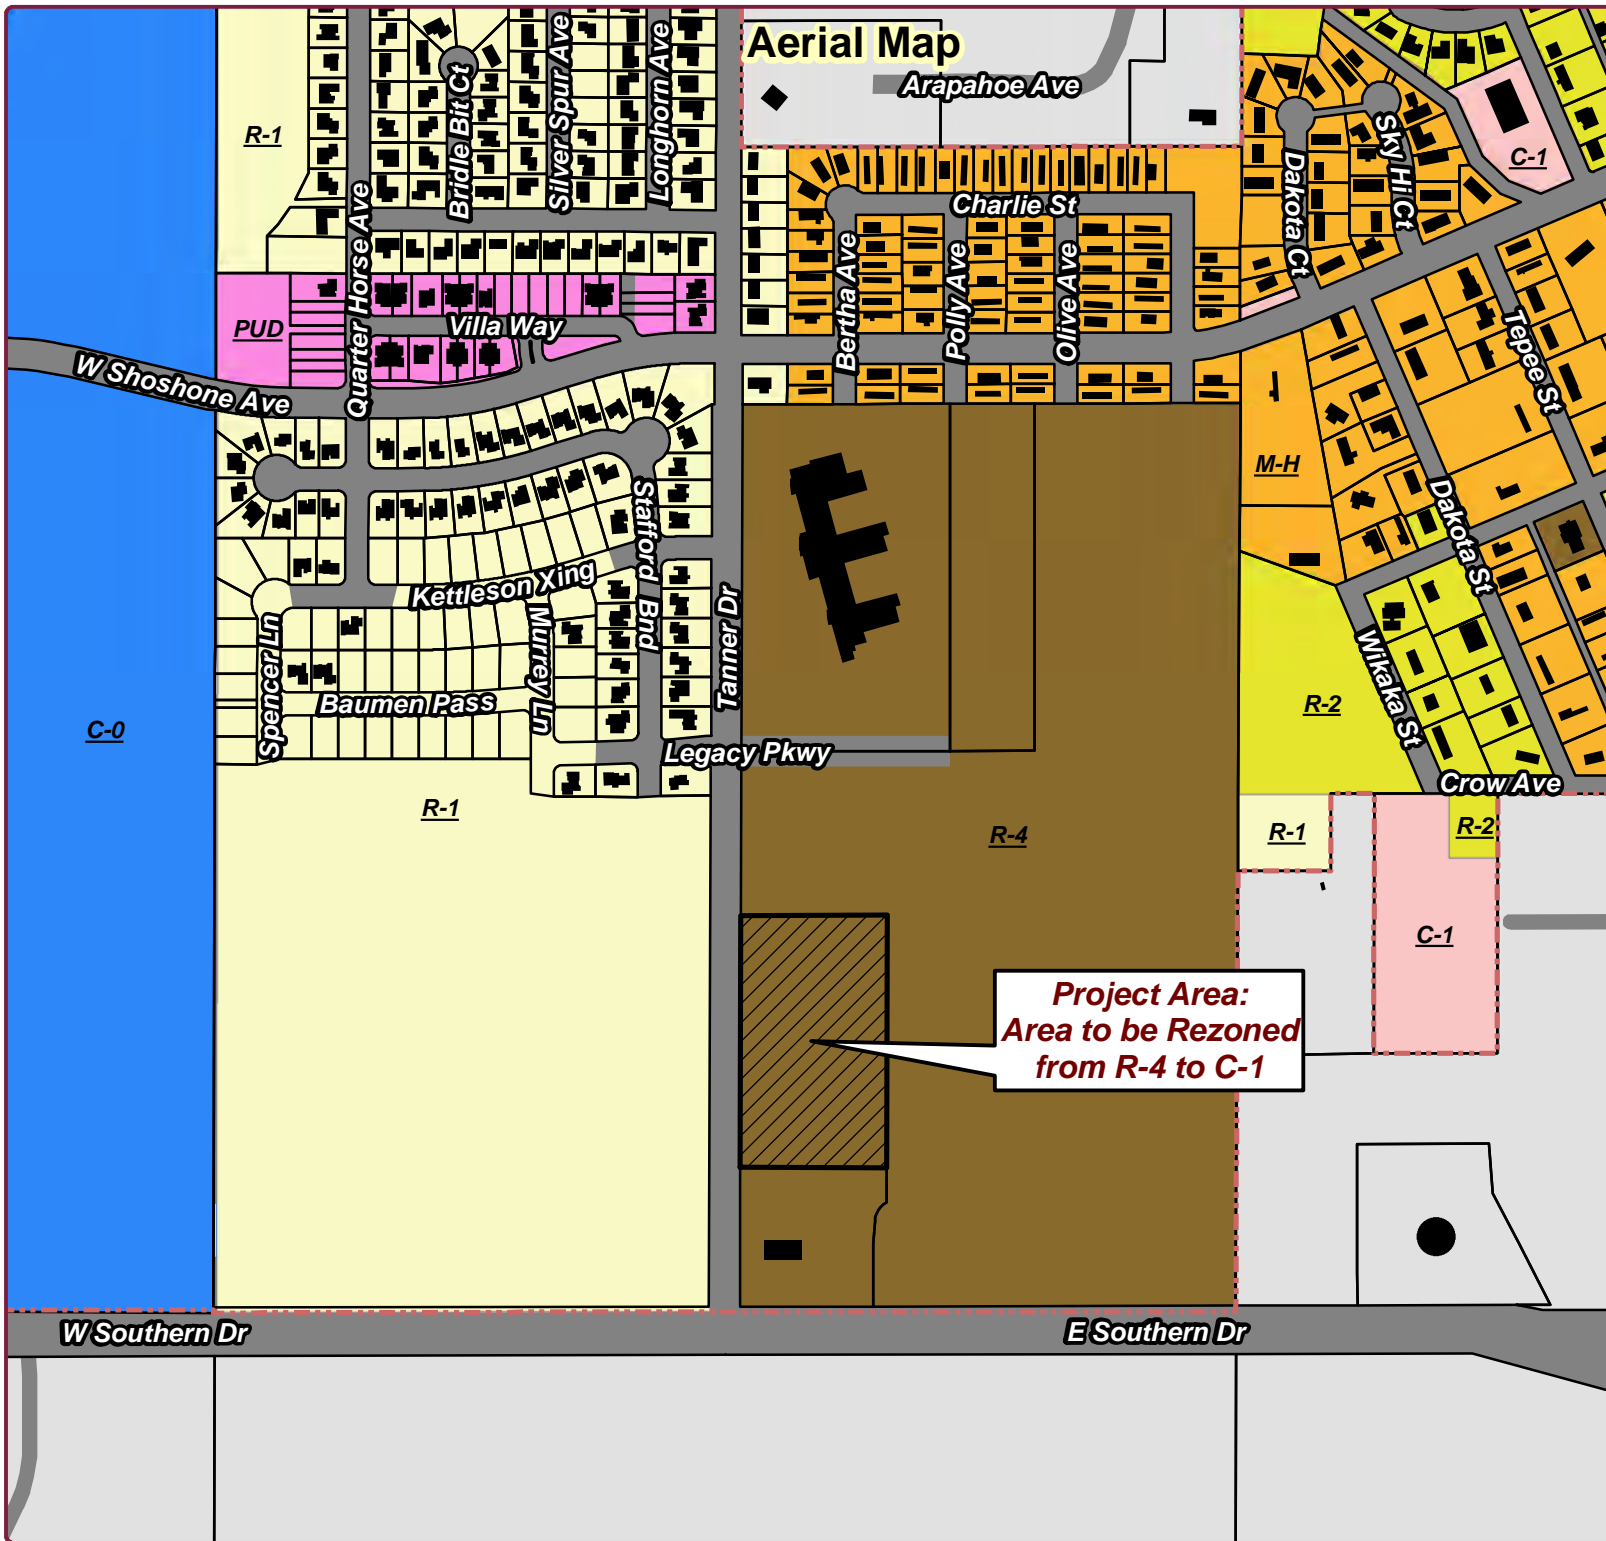 Aerial Map
Arapahoe Ave
R-1
Bridle Bit Ct
Silver Spur Ave
Longhorn Ave
Quarter Horse Ave
Charlie St
Bertha Ave
Polly Ave
Olive Ave
Dakota Ct
Sky Hi Ct
C-1
PUD
Villa Way
W Shoshone Ave
Tepee St
M-H
Dakota St
Stafford Bnd
Kettleson Xing
Tanner Dr
Spencer Ln
Murrey Ln
Baumen Pass
Wikaka St
R-2
C-0
Legacy Pkwy
Crow Ave
R-1
R-4
R-1
R-2
C-1
Project Area:
Area to be Rezoned
from R-4 to C-1
W Southern Dr
E Southern Dr